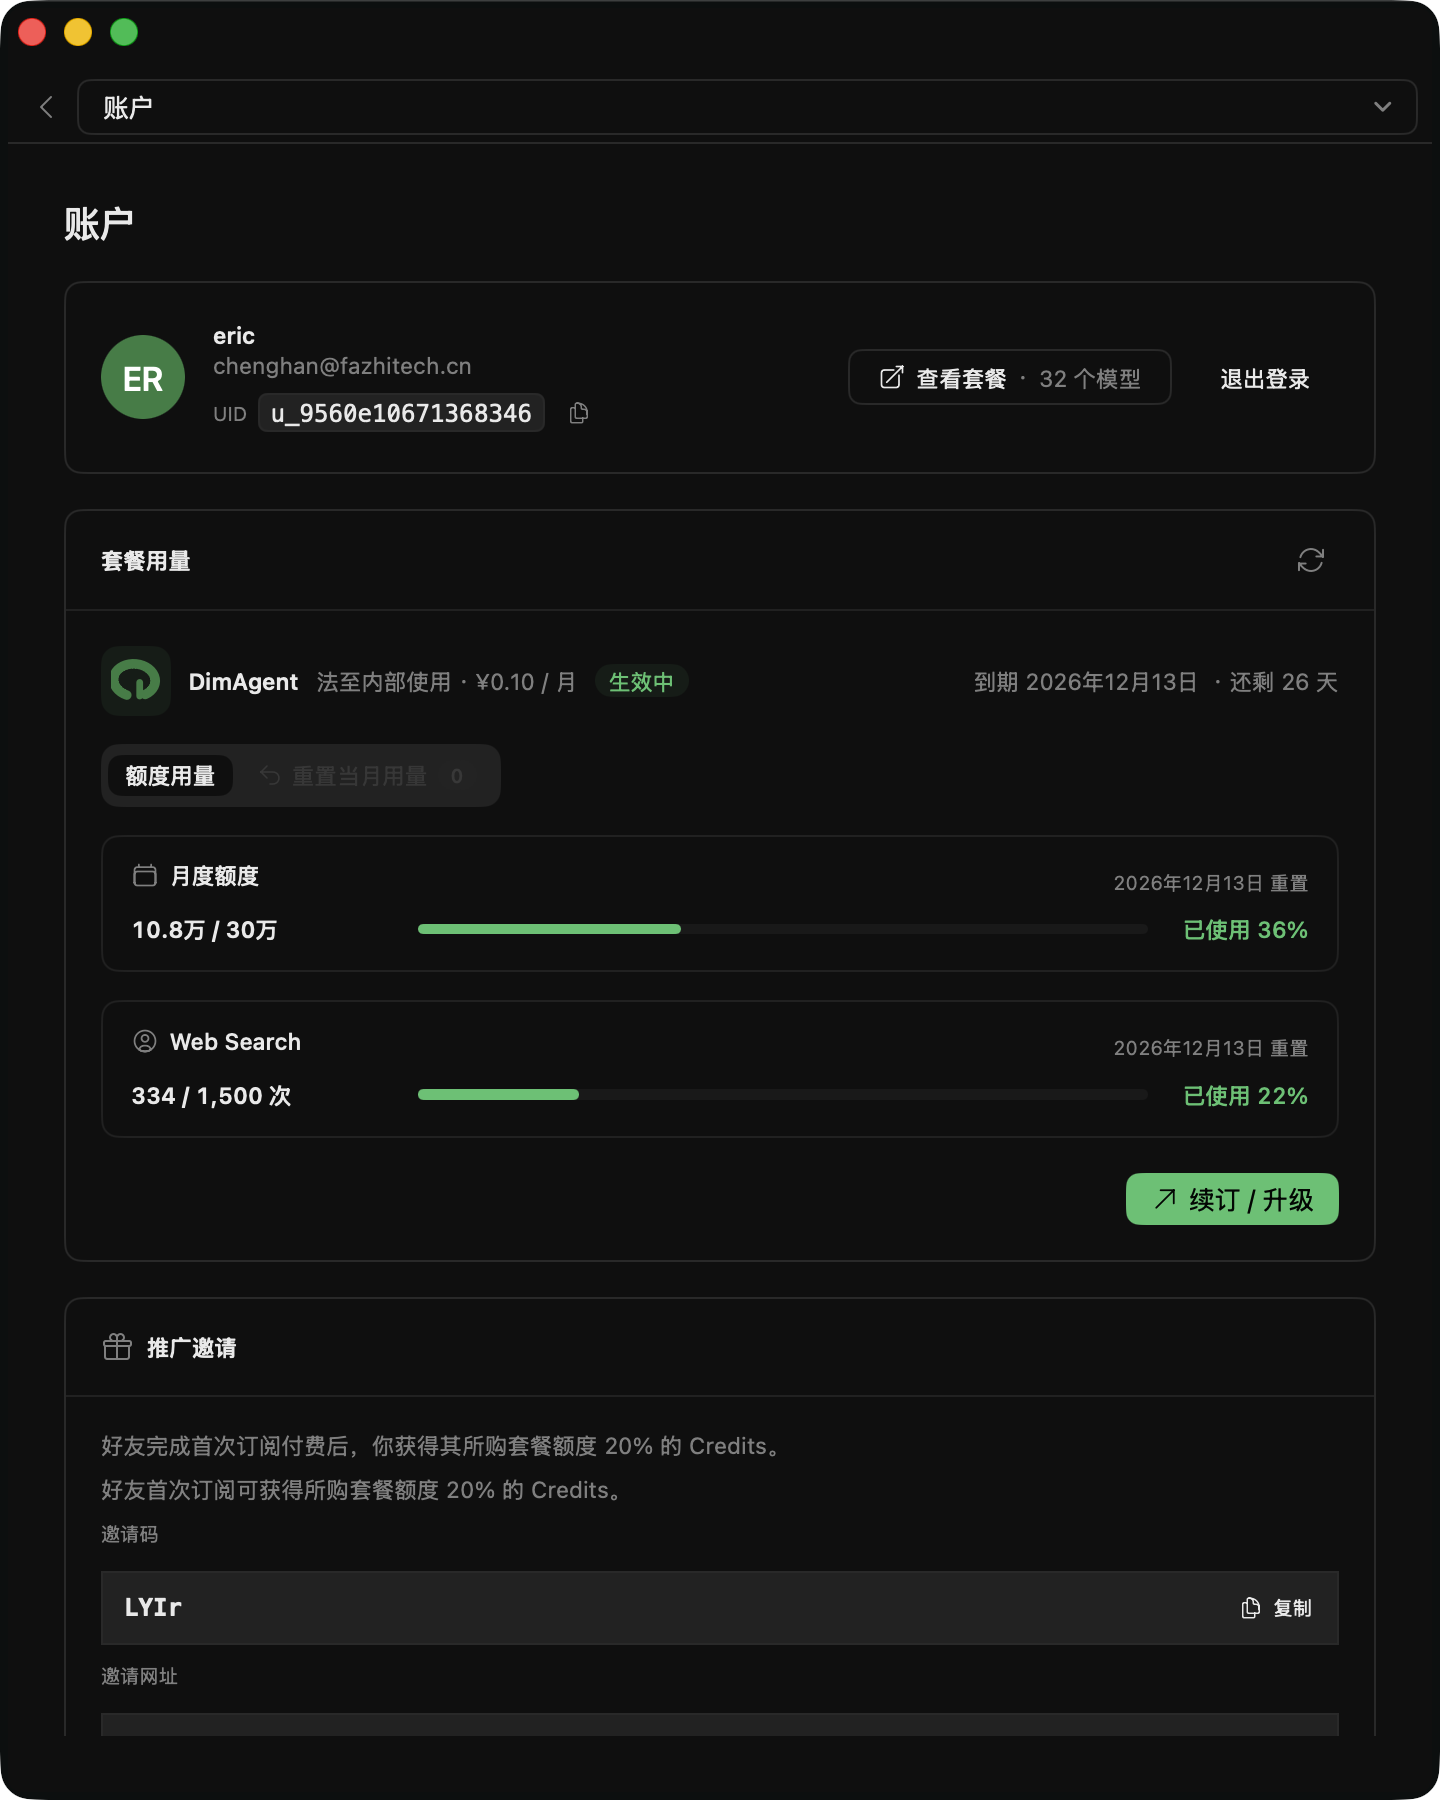 账户
账户
ER
eric
chenghan@fazhitech.cn
UID u_9560e10671368346
查看套餐 · 32 个模型
退出登录
套餐用量
DimAgent 法至内部使用 · ¥0.10 / 月 生效中
到期 2026年12月13日 · 还剩 26 天
额度用量 重置当月用量 0
月度额度
2026年12月13日 重置
10.8万 / 30万
已使用 36%
Web Search
2026年12月13日 重置
334 / 1,500 次
已使用 22%
续订 / 升级
推广邀请
好友完成首次订阅付费后，你获得其所购套餐额度 20% 的 Credits。
好友首次订阅可获得所购套餐额度 20% 的 Credits。
邀请码
LYIr
复制
邀请网址